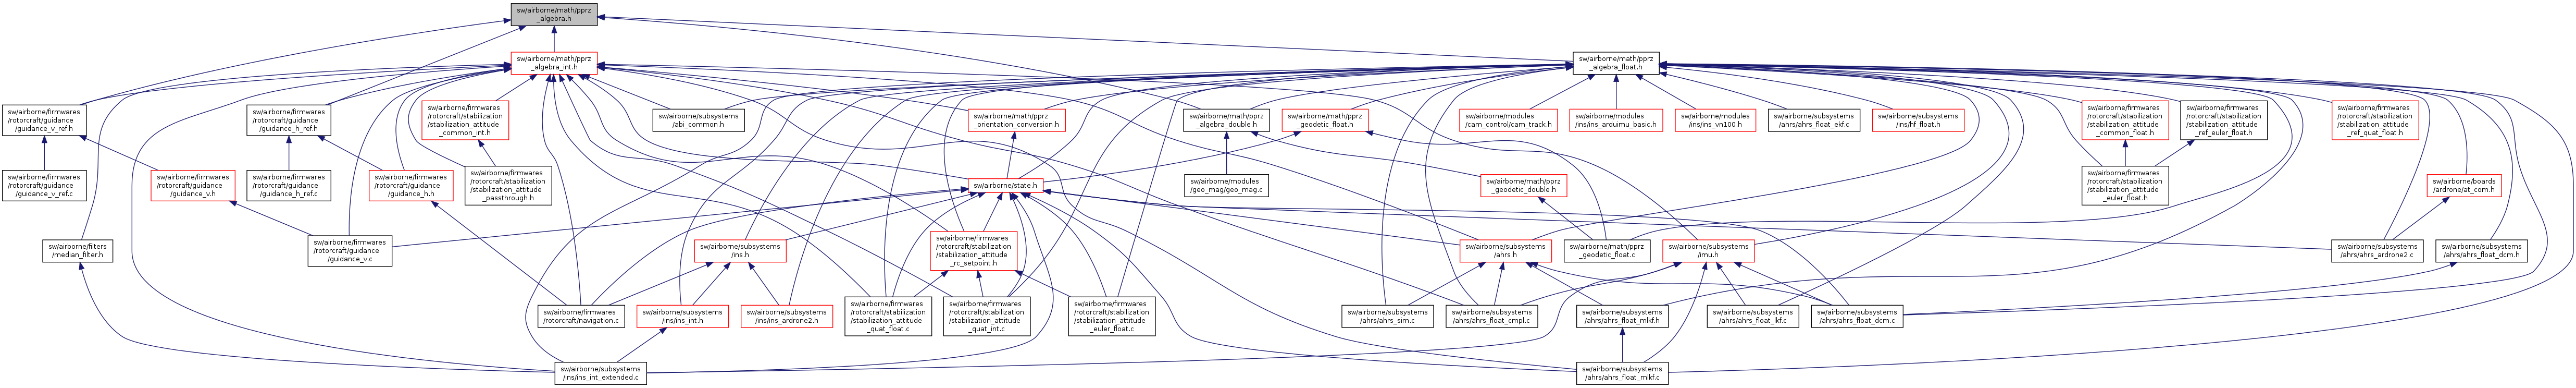 sw/airborne/math/pprz
_algebra.h
sw/airborne/math/pprz
_algebra_int.h
sw/airborne/math/pprz
_algebra_float.h
sw/airborne/firmwares
/rotorcraft/guidance
/guidance_v_ref.h
sw/airborne/firmwares
/rotorcraft/guidance
/guidance_h_ref.h
sw/airborne/firmwares
/rotorcraft/stabilization
/stabilization_attitude
_common_int.h
sw/airborne/subsystems
/abi_common.h
sw/airborne/math/pprz
_orientation_conversion.h
sw/airborne/math/pprz
_algebra_double.h
sw/airborne/math/pprz
_geodetic_float.h
sw/airborne/modules
/cam_control/cam_track.h
sw/airborne/modules
/ins/ins_arduimu_basic.h
sw/airborne/modules
/ins/ins_vn100.h
sw/airborne/subsystems
/ahrs/ahrs_float_ekf.c
sw/airborne/subsystems
/ins/hf_float.h
sw/airborne/firmwares
/rotorcraft/stabilization
/stabilization_attitude
_common_float.h
sw/airborne/firmwares
/rotorcraft/stabilization
/stabilization_attitude
_ref_euler_float.h
sw/airborne/firmwares
/rotorcraft/stabilization
/stabilization_attitude
_ref_quat_float.h
sw/airborne/firmwares
/rotorcraft/guidance
/guidance_v_ref.c
sw/airborne/firmwares
/rotorcraft/guidance
/guidance_v.h
sw/airborne/firmwares
/rotorcraft/guidance
/guidance_h_ref.c
sw/airborne/firmwares
/rotorcraft/guidance
/guidance_h.h
sw/airborne/firmwares
/rotorcraft/stabilization
/stabilization_attitude
_passthrough.h
sw/airborne/state.h
sw/airborne/modules
/geo_mag/geo_mag.c
sw/airborne/math/pprz
_geodetic_double.h
sw/airborne/firmwares
/rotorcraft/stabilization
/stabilization_attitude
_euler_float.h
sw/airborne/boards
/ardrone/at_com.h
sw/airborne/filters
/median_filter.h
sw/airborne/firmwares
/rotorcraft/guidance
/guidance_v.c
sw/airborne/subsystems
/ins.h
sw/airborne/firmwares
/rotorcraft/stabilization
/stabilization_attitude
_rc_setpoint.h
sw/airborne/subsystems
/ahrs.h
sw/airborne/math/pprz
_geodetic_float.c
sw/airborne/subsystems
/imu.h
sw/airborne/subsystems
/ahrs/ahrs_ardrone2.c
sw/airborne/subsystems
/ahrs/ahrs_float_dcm.h
sw/airborne/firmwares
/rotorcraft/navigation.c
sw/airborne/subsystems
/ins/ins_int.h
sw/airborne/subsystems
/ins/ins_ardrone2.h
sw/airborne/firmwares
/rotorcraft/stabilization
/stabilization_attitude
_quat_float.c
sw/airborne/firmwares
/rotorcraft/stabilization
/stabilization_attitude
_quat_int.c
sw/airborne/firmwares
/rotorcraft/stabilization
/stabilization_attitude
_euler_float.c
sw/airborne/subsystems
/ahrs/ahrs_sim.c
sw/airborne/subsystems
/ahrs/ahrs_float_cmpl.c
sw/airborne/subsystems
/ahrs/ahrs_float_mlkf.h
sw/airborne/subsystems
/ahrs/ahrs_float_lkf.c
sw/airborne/subsystems
/ahrs/ahrs_float_dcm.c
sw/airborne/subsystems
/ins/ins_int_extended.c
sw/airborne/subsystems
/ahrs/ahrs_float_mlkf.c